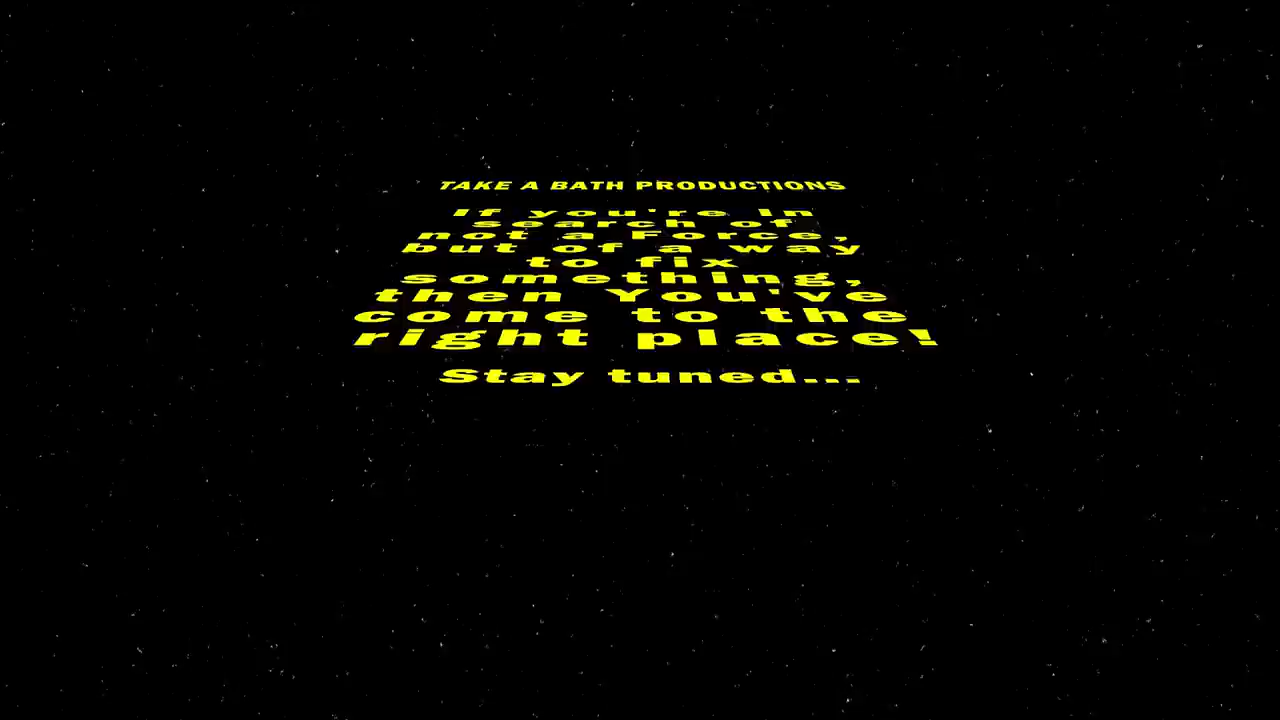 TAKE A BATH PRODUCTIONS
If you're In
search of
not a Force,
but of a way
to fix
something,
then You've
come to the
right place!
Stay tuned...